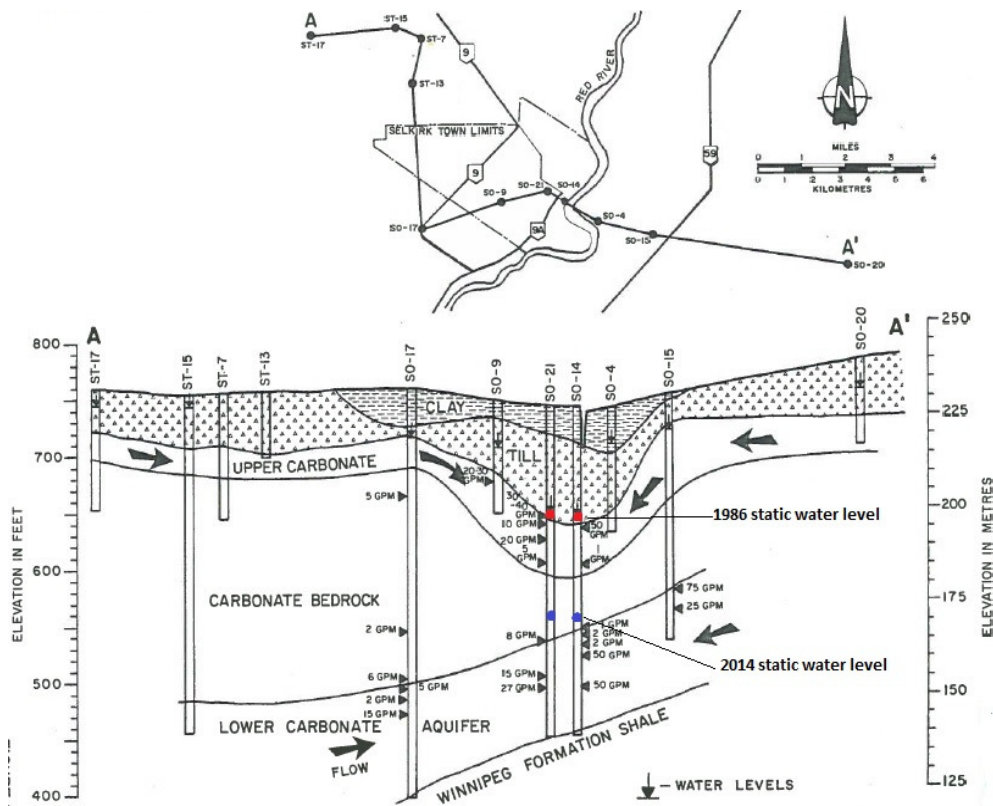 A
ST-17
ST-15
ST-7
ST-13
9
RED RIVER
N
SELKIRK TOWN LIMITS
9
59
MILES
0 1 2 3 4
0 1 2 3 4 5 6
KILOMETRES
SO-9
SO-21
SO-14
SO-4
SO-17
9A
SO-15
A'
SO-20
A
A'
250
800
ST-17
ST-15
ST-7
ST-13
SO-17
SO-9
SO-21
SO-14
SO-4
SO-15
SO-20
CLAY
225
700
UPPER CARBONATE
TILL
20-30
GPM
5 GPM
30
-40
GPM
10 GPM
20 GPM
5
GPM
50
GPM
1
GPM
200
1986 static water level
600
ELEVATION IN FEET
ELEVATION IN METRES
CARBONATE BEDROCK
75 GPM
25 GPM
175
2 GPM
8 GPM
GPM
2 GPM
2 GPM
50 GPM
2014 static water level
6 GPM
5 GPM
2 GPM
15 GPM
15 GPM
27 GPM
50 GPM
500
150
LOWER CARBONATE AQUIFER
FLOW
WINNIPEG FORMATION SHALE
- WATER LEVELS
400
125